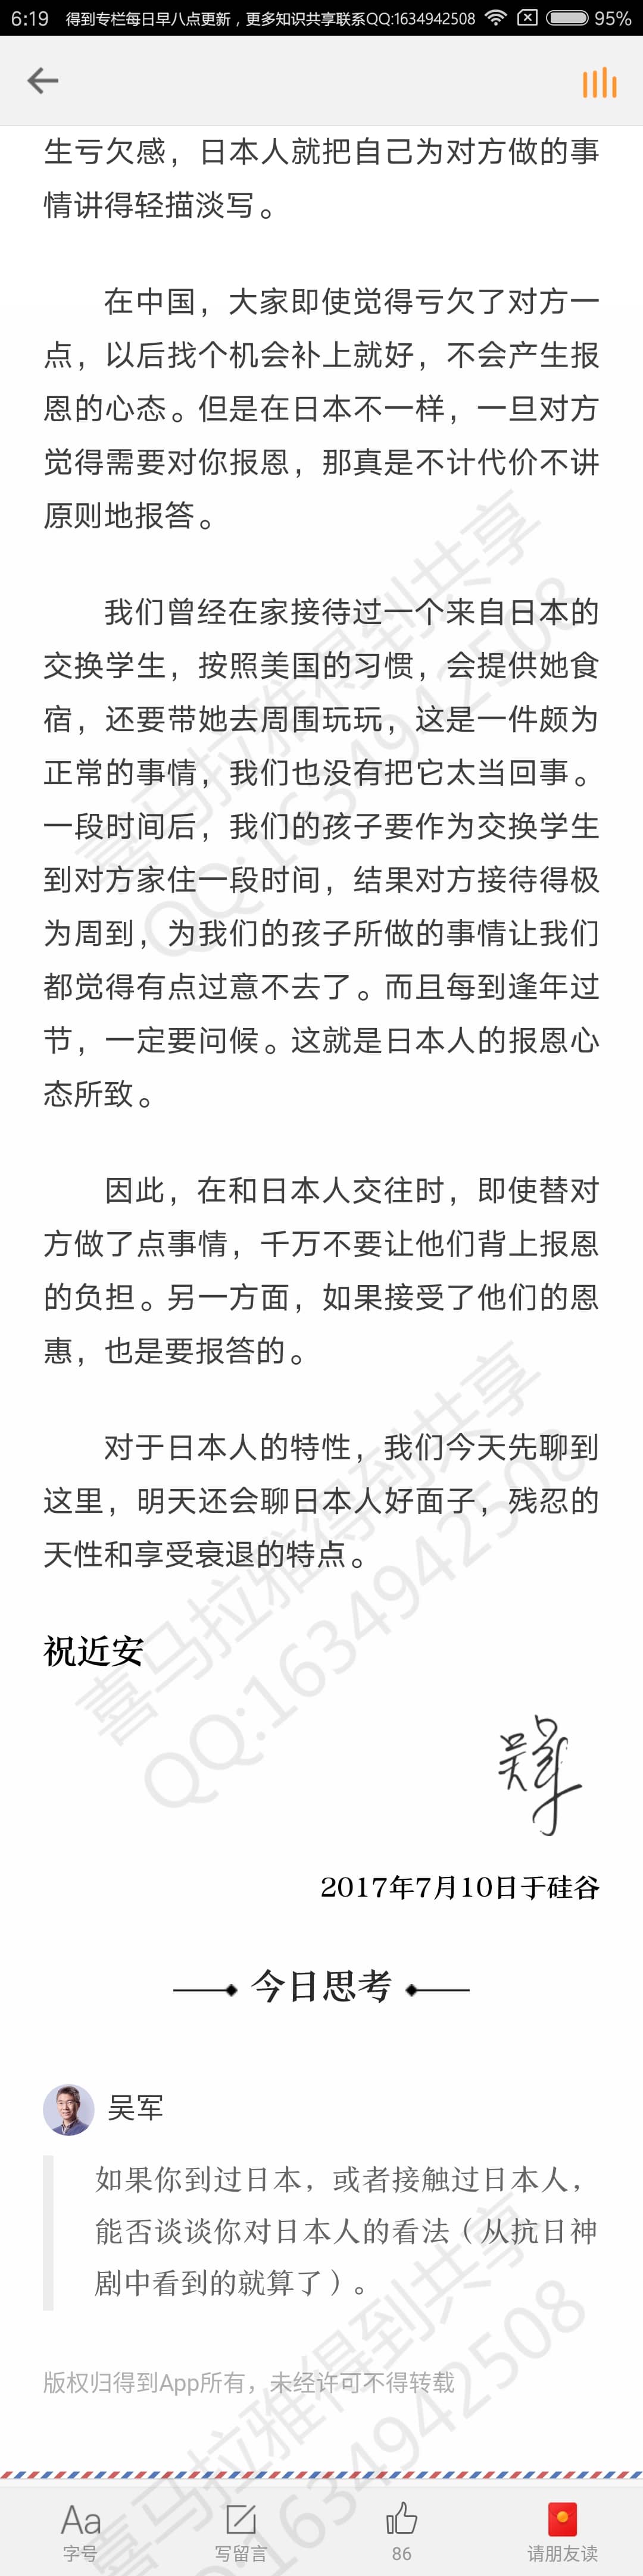 6:19 得到专栏每日早八点更新，更多知识共享联系QQ:1634942508 95%
生亏欠感，日本人就把自己为对方做的事
情讲得轻描淡写。
在中国，大家即使觉得亏欠了对方一
点，以后找个机会补上就好，不会产生报
恩的心态。但是在日本不一样，一旦对方
觉得需要对你报恩，那真是不计代价不讲
原则地报答。
我们曾经在家接待过一个来自日本的
交换学生，按照美国的习惯，会提供她食
宿，还要带她去周围玩玩，这是一件颇为
正常的事情，我们也没有把它太当回事。
一段时间后，我们的孩子要作为交换学生
到对方家住一段时间，结果对方接待得极
为周到，为我们的孩子所做的事情让我们
都觉得有点过意不去了。而且每到逢年过
节，一定要问候。这就是日本人的报恩心
态所致。
因此，在和日本人交往时，即使替对
方做了点事情，千万不要让他们背上报恩
的负担。另一方面，如果接受了他们的恩
惠，也是要报答的。
对于日本人的特性，我们今天先聊到
这里，明天还会聊日本人好面子，残忍的
天性和享受衰退的特点。
祝近安
吴军
2017年7月10日于硅谷
今日思考
吴军
如果你到过日本，或者接触过日本人，
能否谈谈你对日本人的看法（从抗日神
剧中看到的就算了）。
版权归得到App所有，未经许可不得转载
Aa
字号 写留言 86 请朋友读
喜马拉雅得到共享
QQ:1634942508
喜马拉雅得到共享
QQ:1634942508
喜马拉雅得到共享
QQ:1634942508